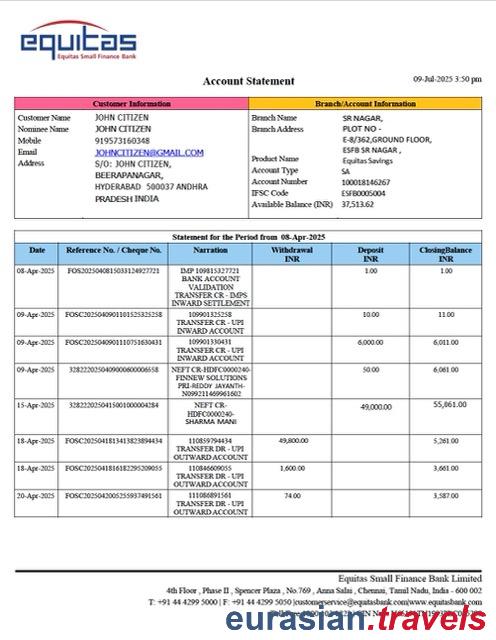 equitas
Equitas Small Finance Bank
Account Statement
09-Jul-2025 3:50 pm
Customer Information
Customer Name JOHN CITIZEN
Nominee Name JOHN CITIZEN
Mobile 919573160348
Email JOHNCITIZEN@GMAIL.COM
Address S/O: JOHN CITIZEN,
BEERAPANAGAR,
HYDERABAD 500037 ANDHRA
PRADESH INDIA
Branch/Account Information
Branch Name SR NAGAR,
Branch Address PLOT NO -
E-8/362,GROUND FLOOR,
ESFB SR NAGAR ,
Product Name Equitas Savings
Account Type SA
Account Number 100018146267
IFSC Code ESFB0005004
Available Balance (INR) 37,513.62
Statement for the Period from 08-Apr-2025
Date Reference No. / Cheque No. Narration Withdrawal INR Deposit INR ClosingBalance INR
08-Apr-2025 FOS2025040815033124927721 IMP 109815327721 1.00 1.00
BANK ACCOUNT
VALIDATION
TRANSFER CR - IMPS
INWARD SETTLEMENT
09-Apr-2025 FOSC2025040901101525325258 109901325258 10.00 11.00
TRANSFER CR - UPI
INWARD ACCOUNT
09-Apr-2025 FOSC2025040901110751630431 109901330431 6,000.00 6,011.00
TRANSFER CR - UPI
INWARD ACCOUNT
09-Apr-2025 3282220250409000600006558 NEFT CR-HDFC0000240- 50.00 6,061.00
FINNEW SOLUTIONS
PRI-REDDY JAYANTH-
N099211469961602
15-Apr-2025 3282220250415001000004284 NEFT CR- 49,000.00 55,061.00
HDFC0000240-
SHARMA MANI
18-Apr-2025 FOSC2025041813413823894434 110859794434 49,800.00 5,261.00
TRANSFER DR - UPI
OUTWARD ACCOUNT
18-Apr-2025 FOSC2025041816182295209055 110846609055 1,600.00 3,661.00
TRANSFER DR - UPI
OUTWARD ACCOUNT
20-Apr-2025 FOSC2025042005255937491561 111086891561 74.00 3,587.00
TRANSFER DR - UPI
OUTWARD ACCOUNT
Equitas Small Finance Bank Limited
4th Floor , Phase II , Spencer Plaza , No.769 , Anna Salai , Chennai, Tamil Nadu, India - 600 002
T: +91 44 4299 5000 | F: +91 44 4299 5050 |customerservice@equitasbank.com|www.equitasbank.com
eurasian.travels